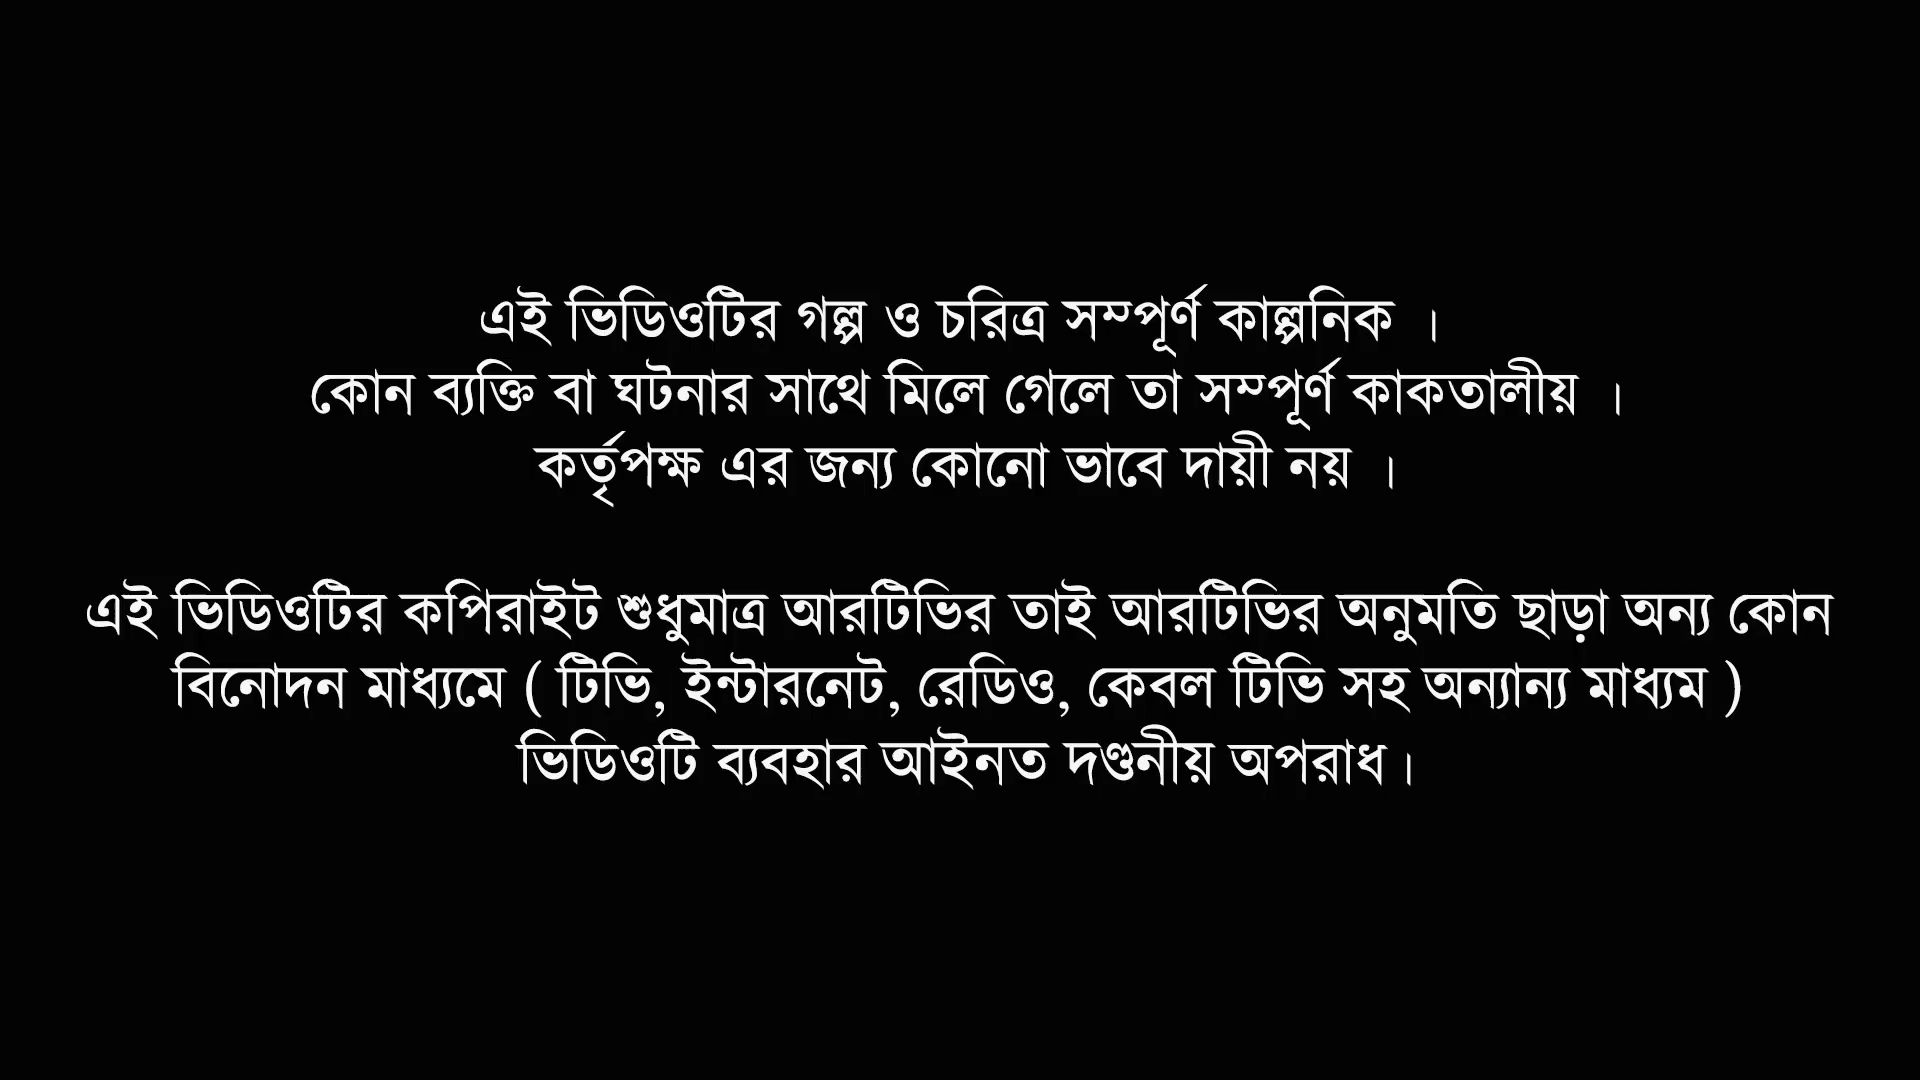 এই ভিডিওটির গল্প ও চরিত্র সম্পূর্ণ কাল্পনিক ।
কোন ব্যক্তি বা ঘটনার সাথে মিলে গেলে তা সম্পূর্ণ কাকতালীয় ।
কর্তৃপক্ষ এর জন্য কোনো ভাবে দায়ী নয় ।
এই ভিডিওটির কপিরাইট শুধুমাত্র আরটিভির তাই আরটিভির অনুমতি ছাড়া অন্য কোন
বিনোদন মাধ্যমে ( টিভি, ইন্টারনেট, রেডিও, কেবল টিভি সহ অন্যান্য মাধ্যম )
ভিডিওটি ব্যবহার আইনত দণ্ডনীয় অপরাধ।